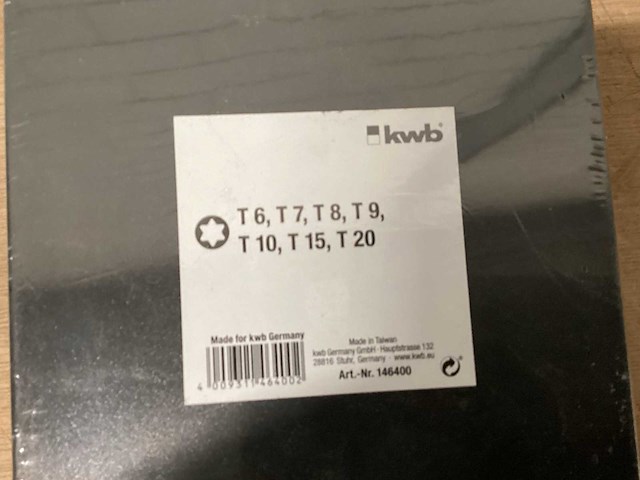 kwb®
T 6, T 7, T 8, T 9,
T 10, T 15, T 20
Made for kwb Germany
4 009311 464002
Made in Taiwan
kwb Germany GmbH · Hauptstrasse 132
28816 Stuhr, Germany · www.kwb.eu
Art.-Nr. 146400